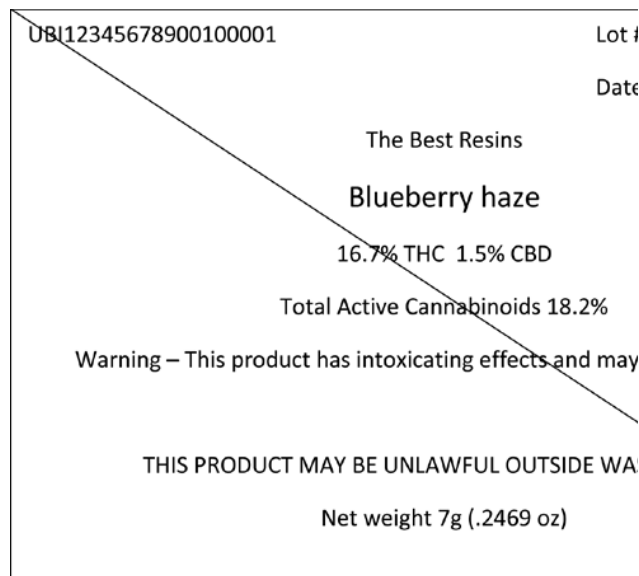 UBI12345678900100001 Lot #
Date
The Best Resins
Blueberry haze
16.7% THC 1.5% CBD
Total Active Cannabinoids 18.2%
Warning – This product has intoxicating effects and may
THIS PRODUCT MAY BE UNLAWFUL OUTSIDE WAS
Net weight 7g (.2469 oz)